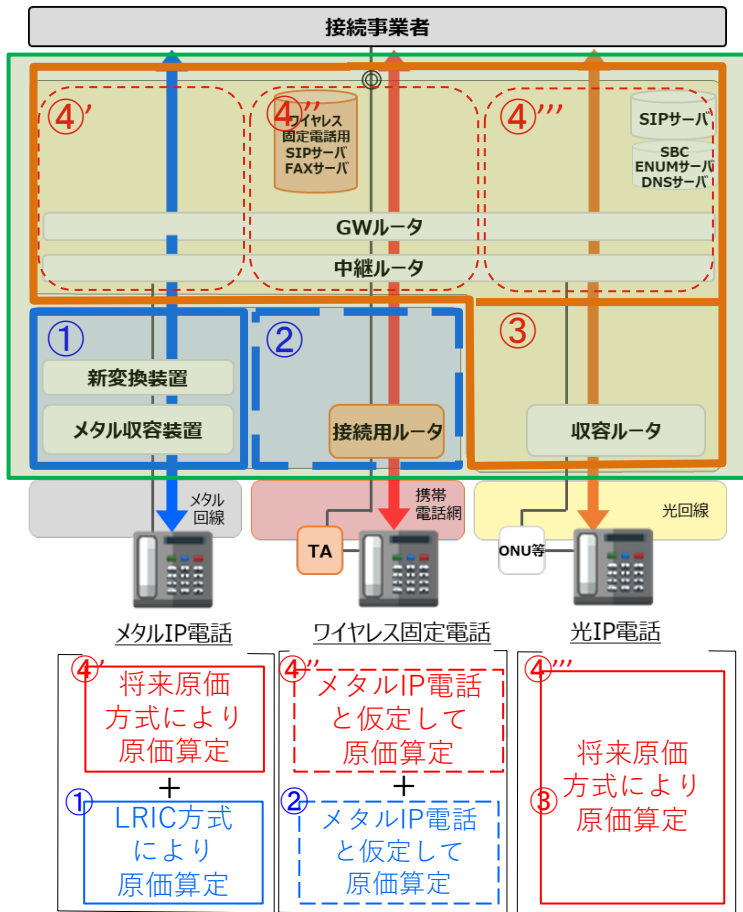 接続事業者
④’
④’’
④’’’
ワイヤレス
固定電話用
SIPサーバ
FAXサーバ
SIPサーバ
SBC
ENUMサーバ
DNSサーバ
GWルータ
中継ルータ
①
②
③
新変換装置
メタル収容装置
接続用ルータ
収容ルータ
メタル
回線
携帯
電話網
光回線
TA
ONU等
メタルIP電話
ワイヤレス固定電話
光IP電話
④’
将来原価
方式により
原価算定
+
①
LRIC方式
により
原価算定
④’’
メタルIP電話
と仮定して
原価算定
+
②
メタルIP電話
と仮定して
原価算定
④’’’
③
将来原価
方式により
原価算定